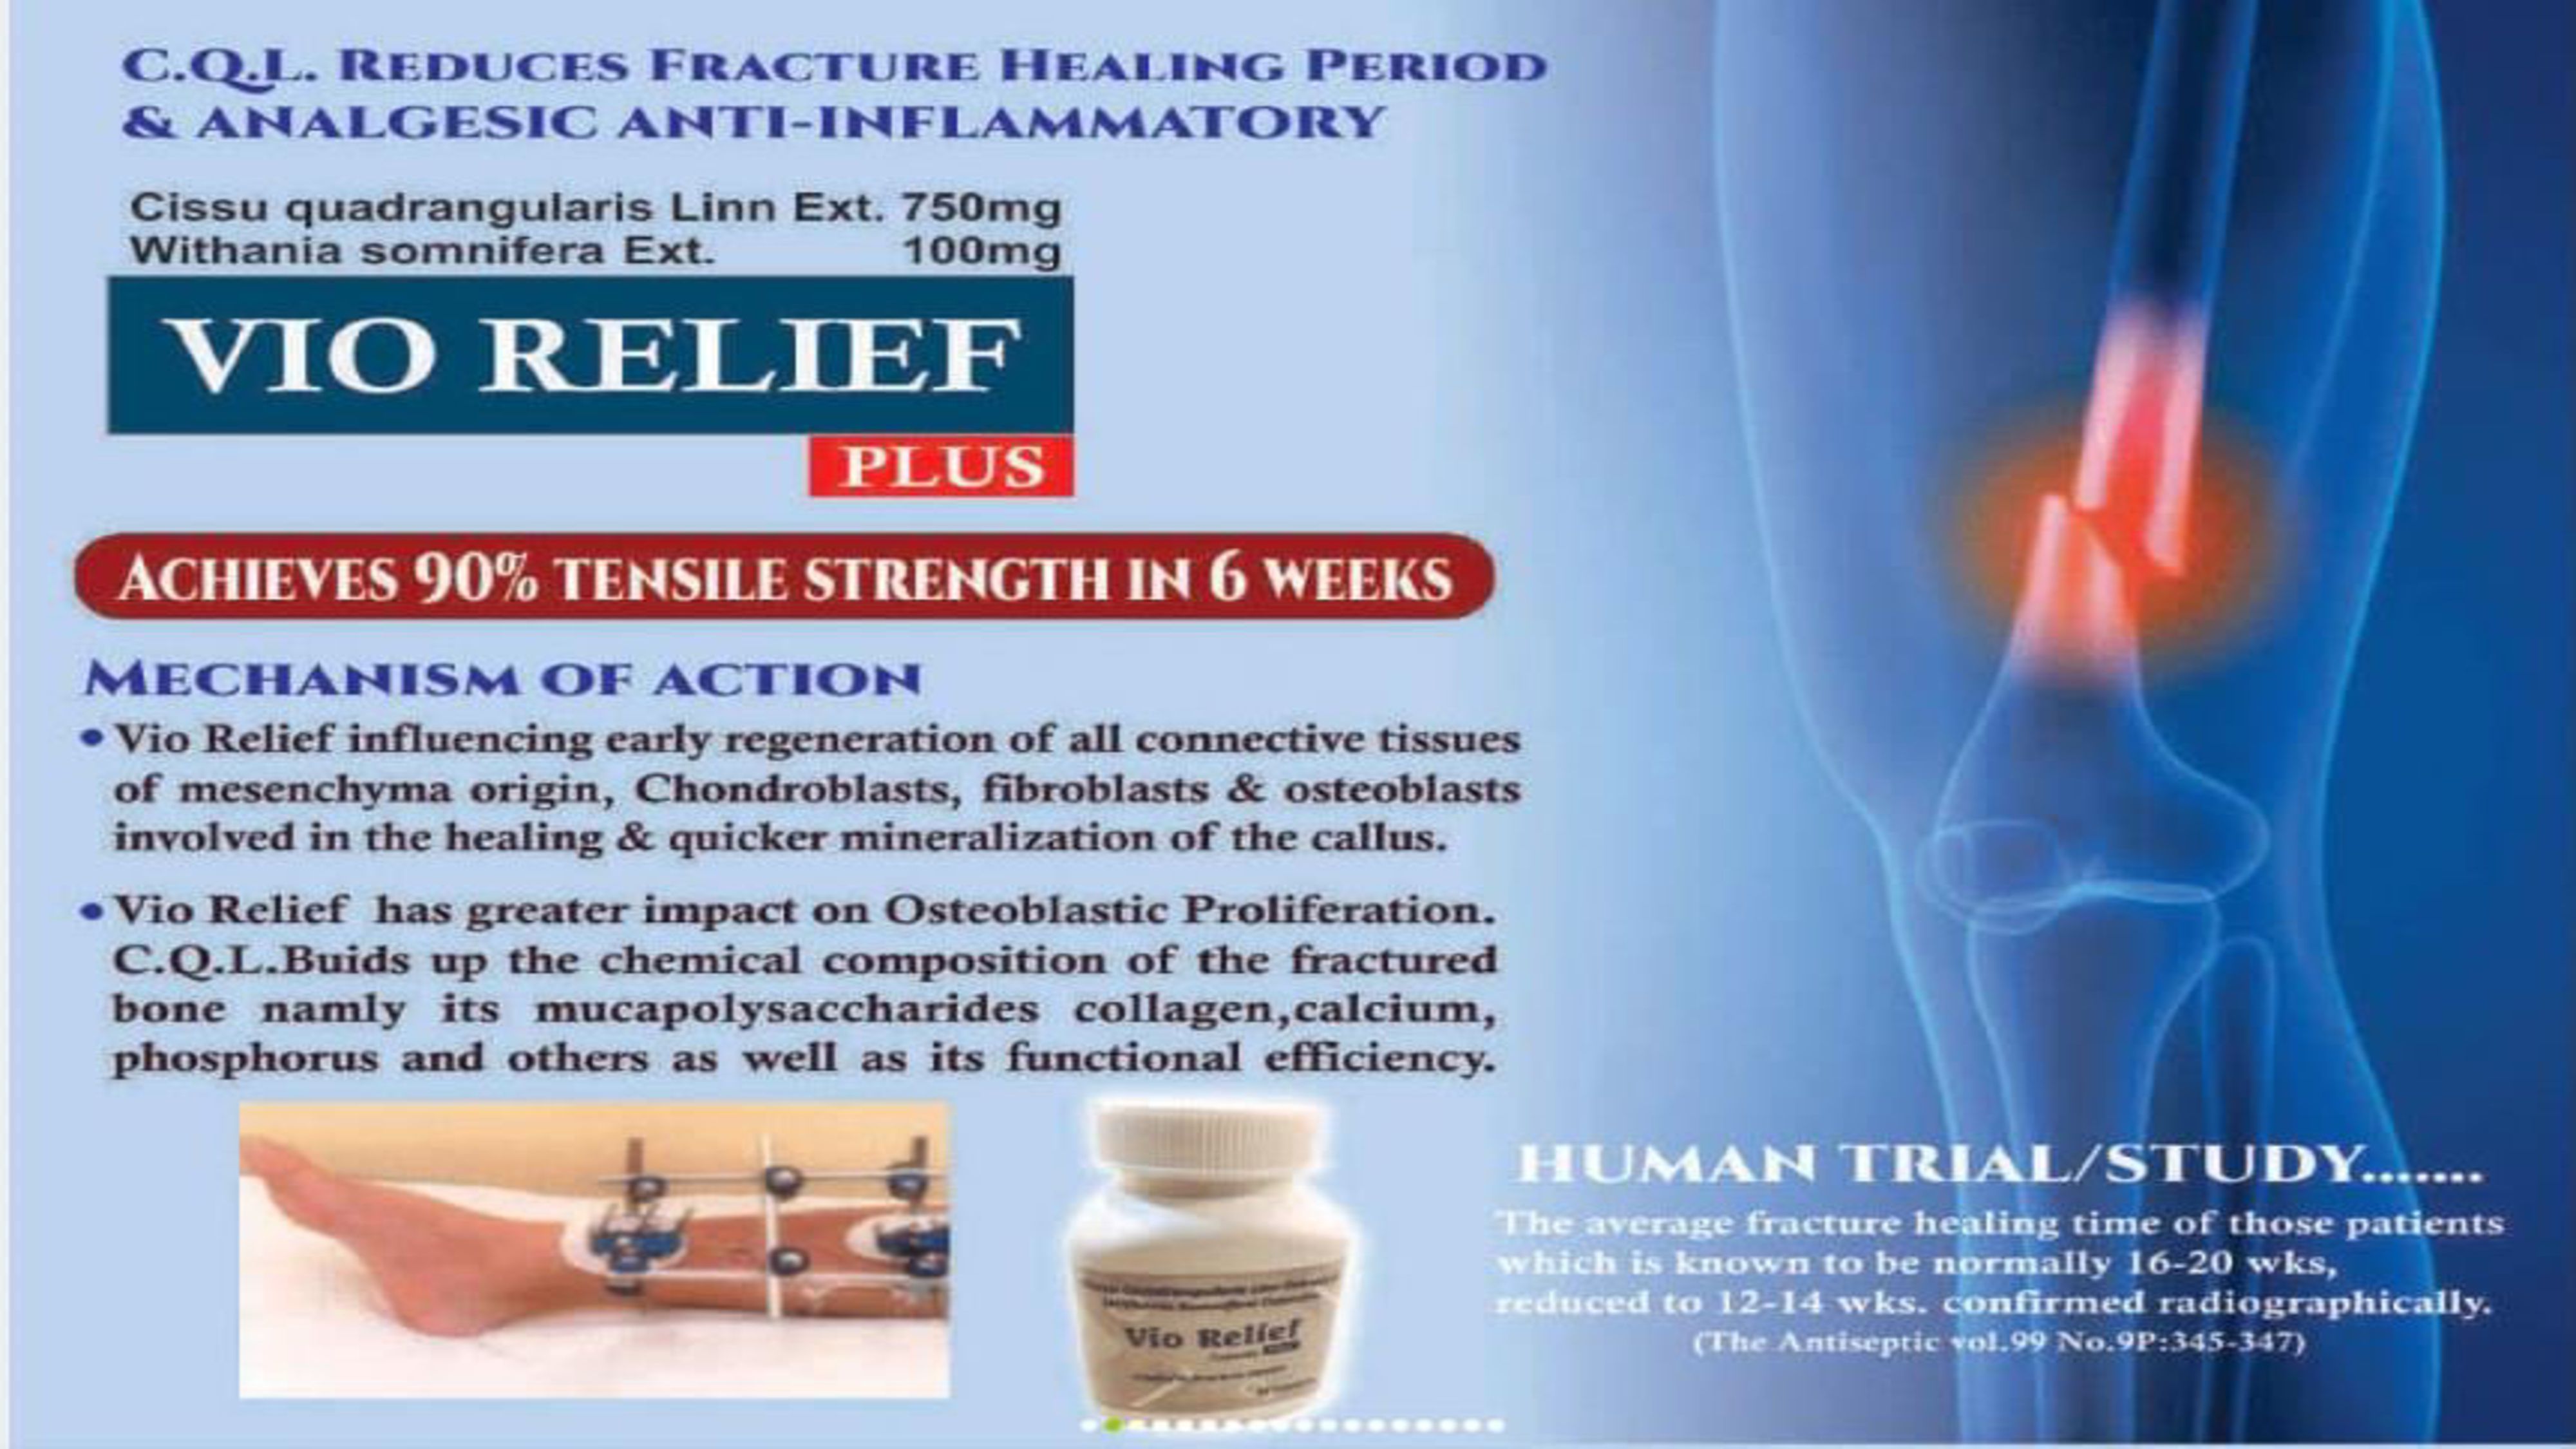 C.Q.L. REDUCES FRACTURE HEALING PERIOD
& ANALGESIC ANTI-INFLAMMATORY
Cissu quadrangularis Linn Ext. 750mg
Withania somnifera Ext. 100mg
VIO RELIEF
PLUS
ACHIEVES 90% TENSILE STRENGTH IN 6 WEEKS
MECHANISM OF ACTION
• Vio Relief influencing early regeneration of all connective tissues
of mesenchyma origin, Chondroblasts, fibroblasts & osteoblasts
involved in the healing & quicker mineralization of the callus.
• Vio Relief has greater impact on Osteoblastic Proliferation.
C.Q.L.Buids up the chemical composition of the fractured
bone namly its mucapolysaccharides collagen,calcium,
phosphorus and others as well as its functional efficiency.
Vio Relief
HUMAN TRIAL/STUDY.......
The average fracture healing time of those patients
which is known to be normally 16-20 wks,
reduced to 12-14 wks. confirmed radiographically.
(The Antiseptic vol.99 No.9P:345-347)